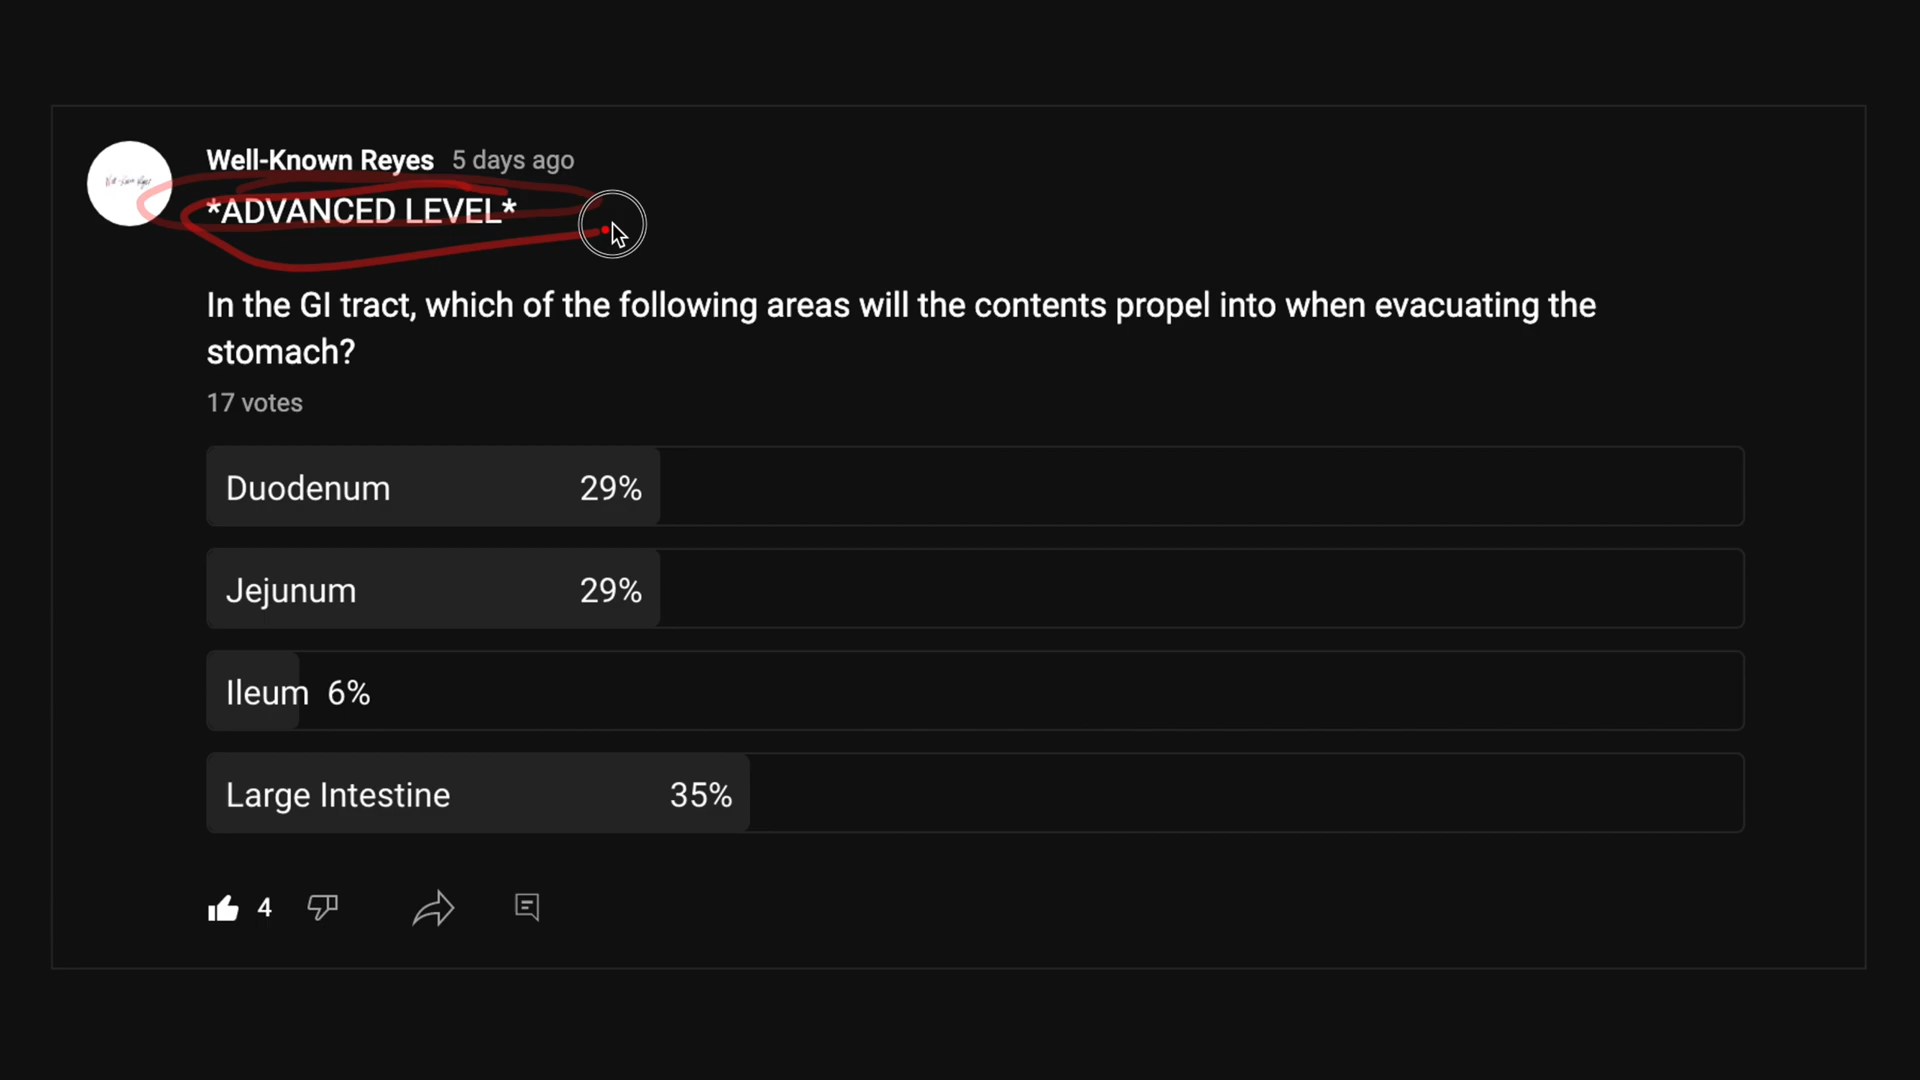 Well-Known Reyes 5 days ago
*ADVANCED LEVEL*
In the GI tract, which of the following areas will the contents propel into when evacuating the
stomach?
17 votes
Duodenum 29%
Jejunum 29%
Ileum 6%
Large Intestine 35%
4